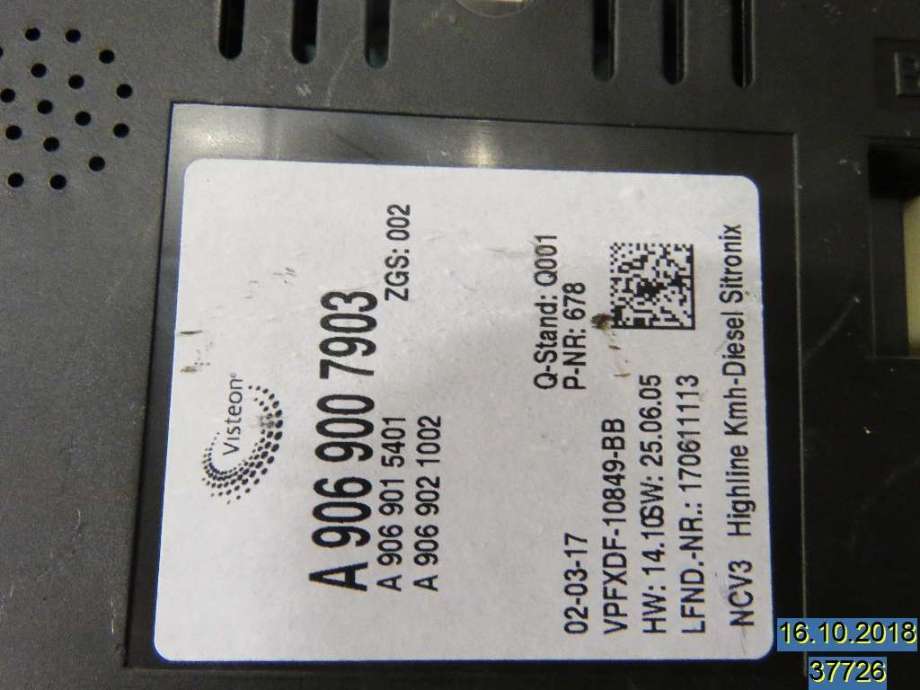 Visteon®
A 906 900 7903
A 906 901 5401 ZGS: 002
A 906 902 1002
Q-Stand: Q001
02-03-17 P-NR: 678
VPFXDF-10849-BB
HW: 14.10SW: 25.06.05
LFND.-NR.: 170611113
NCV3 Highline Kmh-Diesel Sitronix
16.10.2018
37726